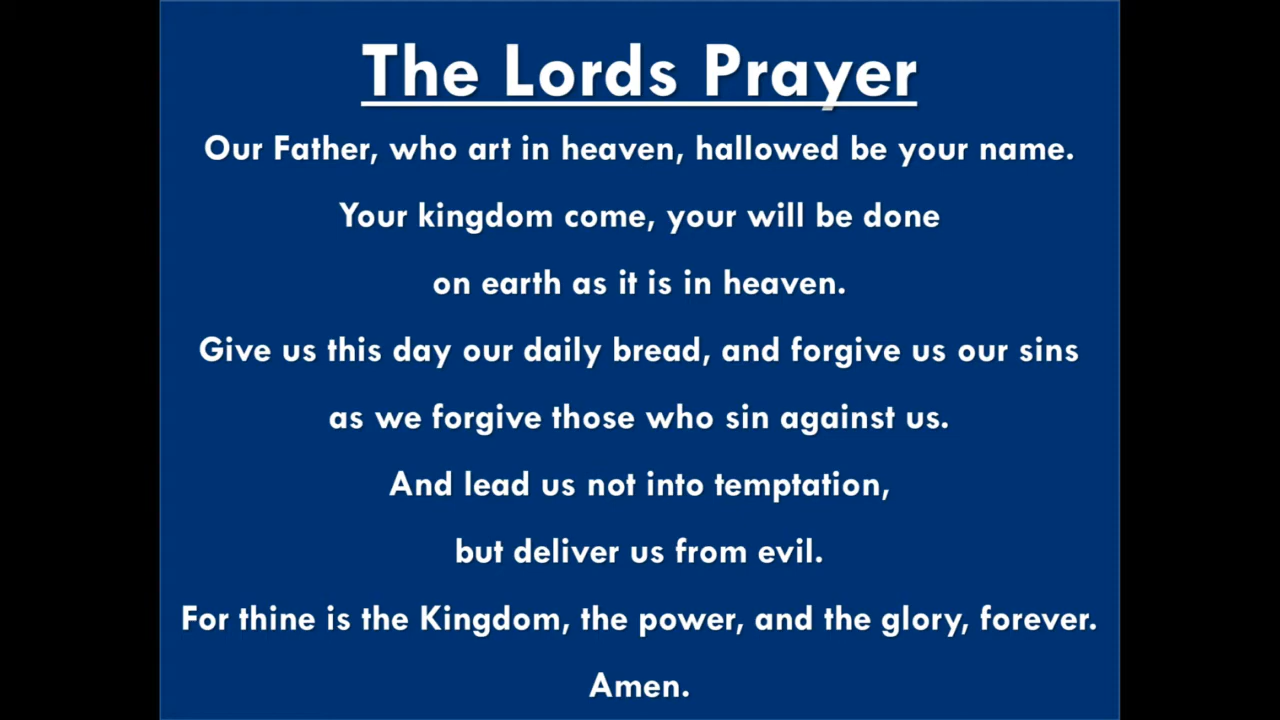 The Lords Prayer
Our Father, who art in heaven, hallowed be your name.
Your kingdom come, your will be done
on earth as it is in heaven.
Give us this day our daily bread, and forgive us our sins
as we forgive those who sin against us.
And lead us not into temptation,
but deliver us from evil.
For thine is the Kingdom, the power, and the glory, forever.
Amen.